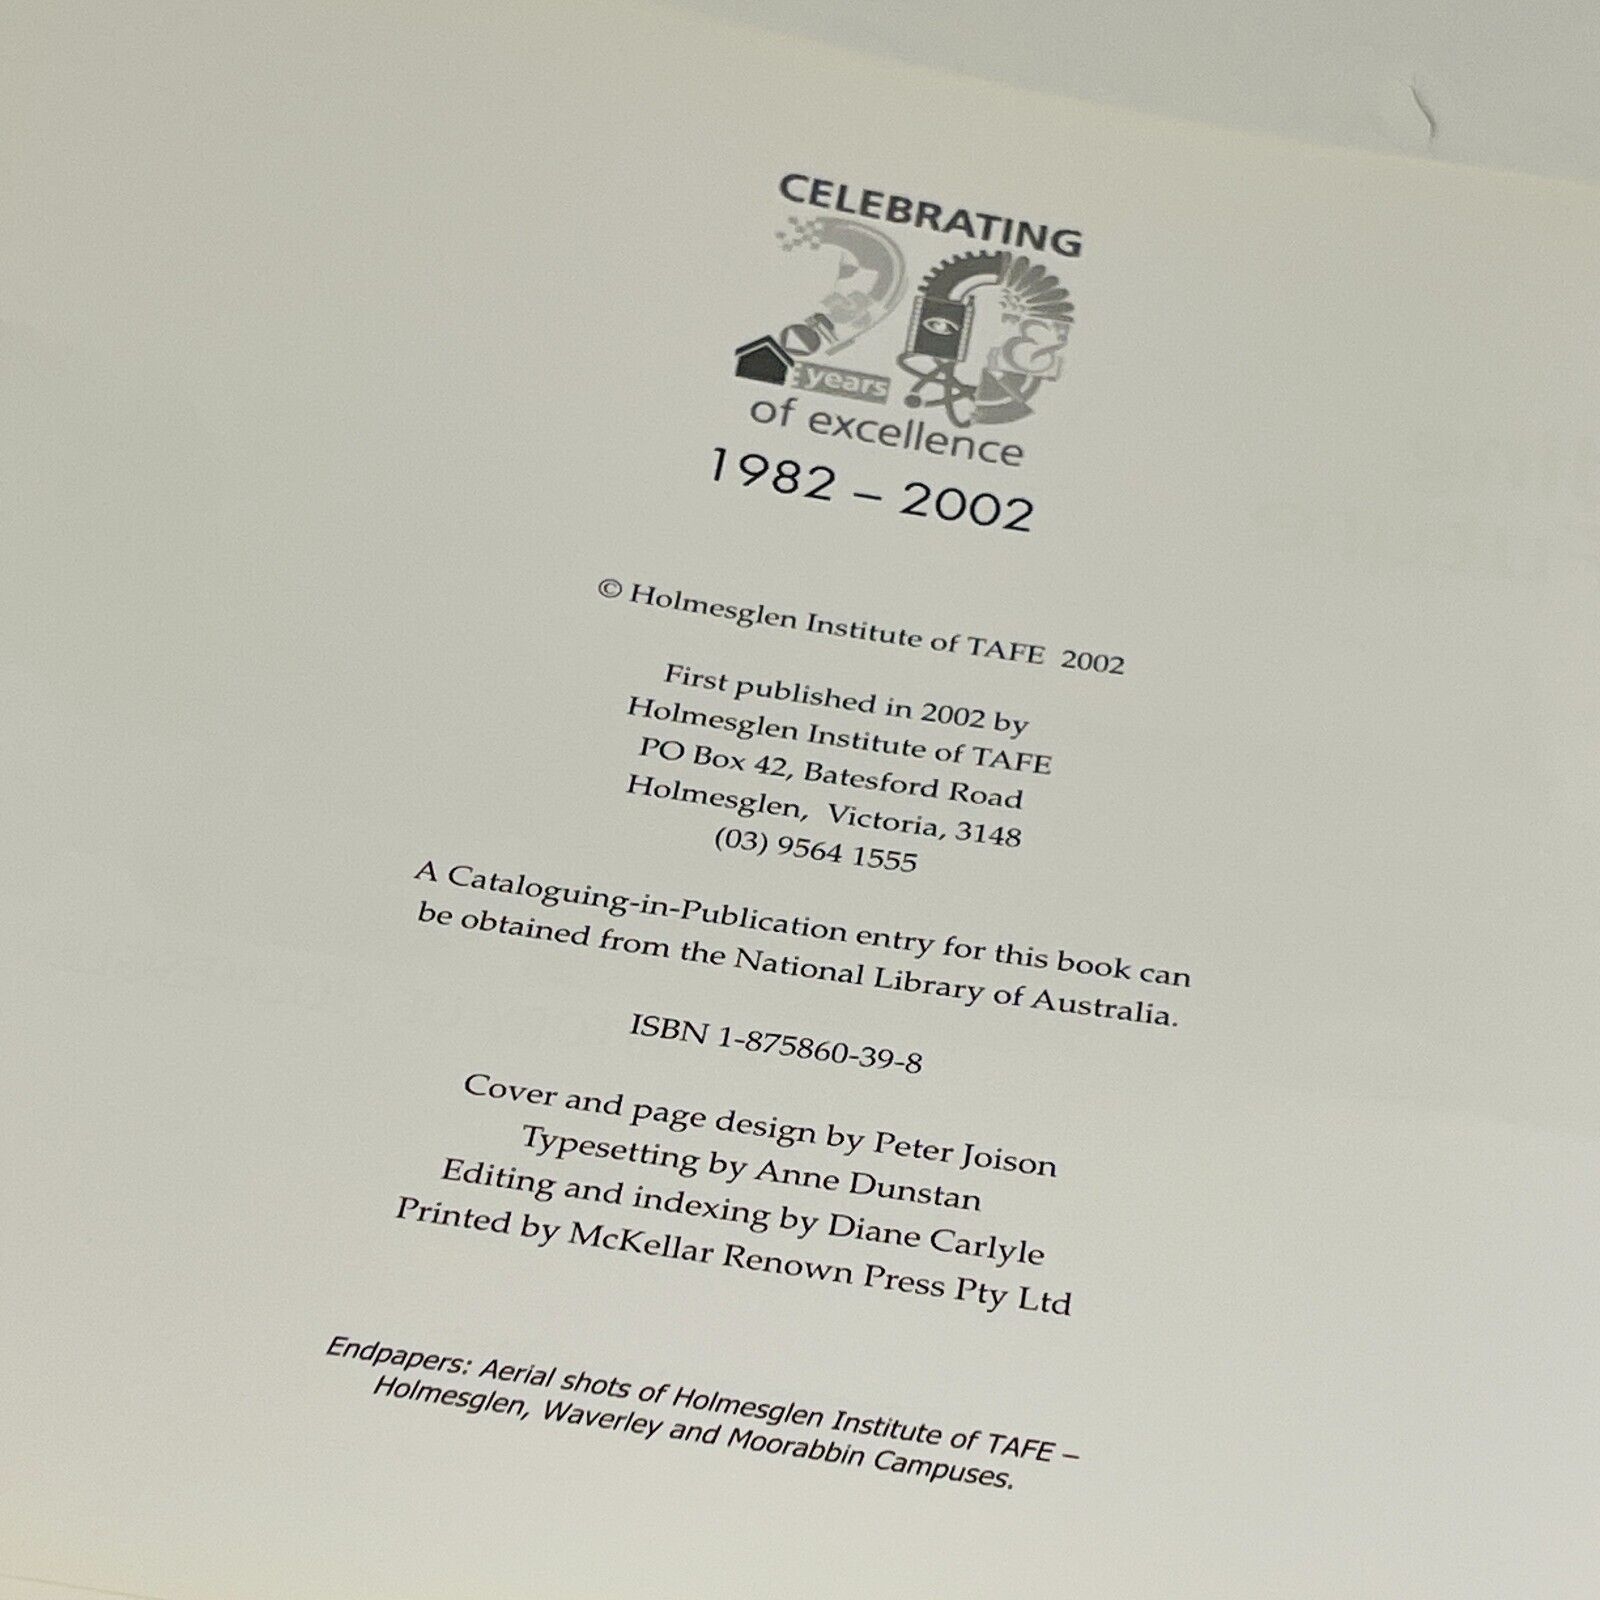 CELEBRATING
20
years
of excellence
1982 – 2002
© Holmesglen Institute of TAFE 2002
First published in 2002 by
Holmesglen Institute of TAFE
PO Box 42, Batesford Road
Holmesglen, Victoria, 3148
(03) 9564 1555
A Cataloguing-in-Publication entry for this book can
be obtained from the National Library of Australia.
ISBN 1-875860-39-8
Cover and page design by Peter Joison
Typesetting by Anne Dunstan
Editing and indexing by Diane Carlyle
Printed by McKellar Renown Press Pty Ltd
Endpapers: Aerial shots of Holmesglen Institute of TAFE –
Holmesglen, Waverley and Moorabbin Campuses.